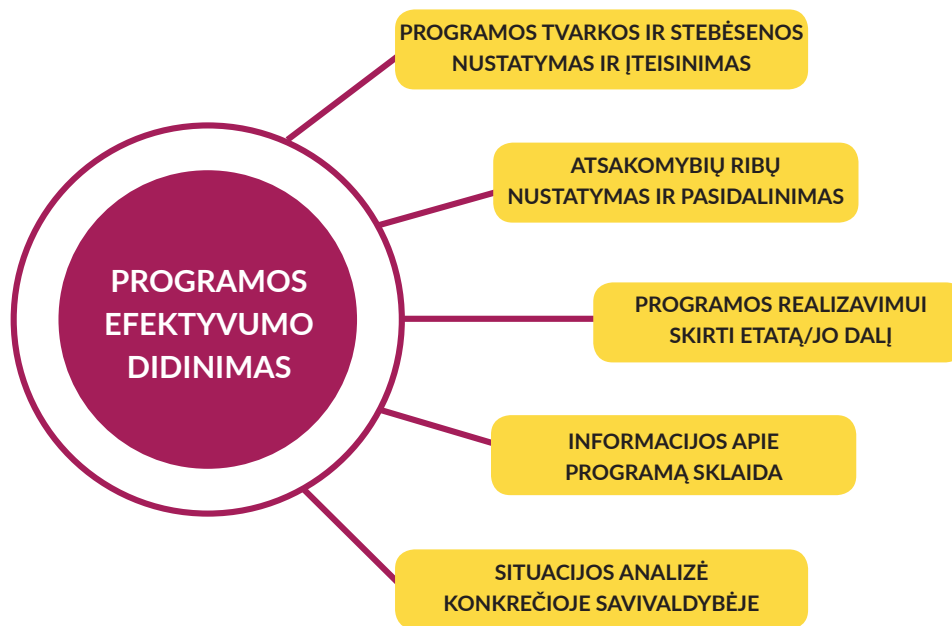 PROGRAMOS TVARKOS IR STEBĖSENOS
NUSTATYMAS IR ĮTEISINIMAS
ATSAKOMYBIŲ RIBŲ
NUSTATYMAS IR PASIDALINIMAS
PROGRAMOS
EFEKTYVUMO
DIDINIMAS
PROGRAMOS REALIZAVIMUI
SKIRTI ETATĄ/JO DALĮ
INFORMACIJOS APIE
PROGRAMĄ SKLAIDA
SITUACIJOS ANALIZĖ
KONKREČIOJE SAVIVALDYBĖJE